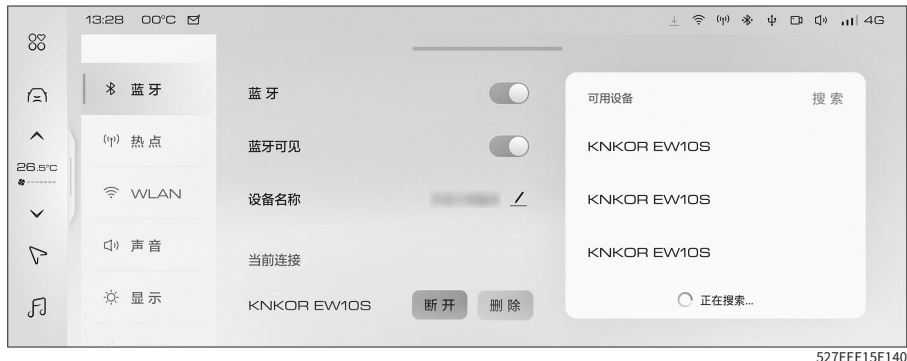 13:28 00°C 4G
蓝牙
热点
WLAN
声音
显示
26.5°C
蓝牙
蓝牙可见
设备名称
当前连接
KNKOR EW10S 断开 删除
可用设备 搜索
KNKOR EW10S
KNKOR EW10S
KNKOR EW10S
正在搜索...
527FEE15F140